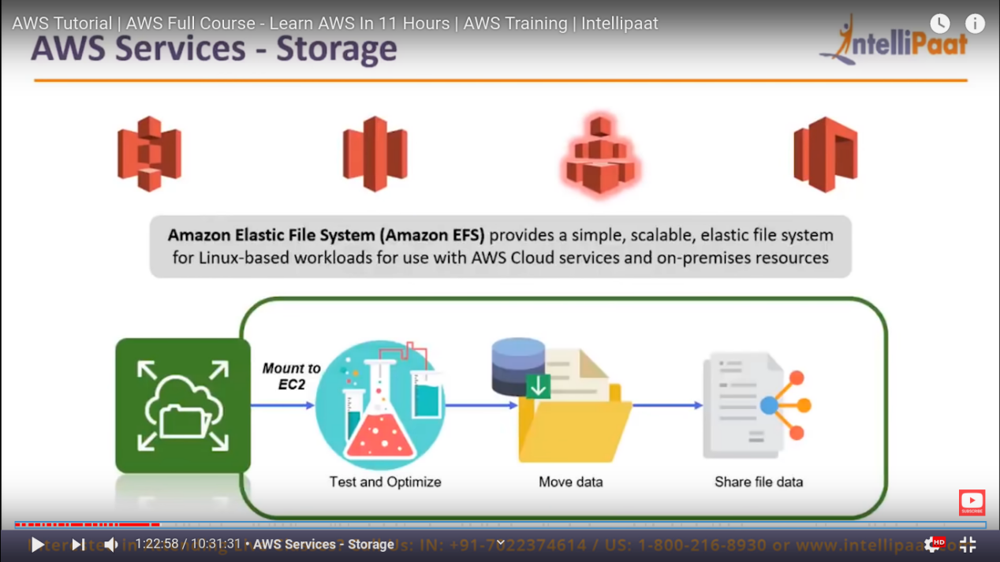 AWS Tutorial | AWS Full Course - Learn AWS In 11 Hours | AWS Training | Intellipaat
AWS Services - Storage
IntelliPaat
Amazon Elastic File System (Amazon EFS) provides a simple, scalable, elastic file system
for Linux-based workloads for use with AWS Cloud services and on-premises resources
Mount to
EC2
Test and Optimize
Move data
Share file data
SUBSCRIBE
1:22:58 / 10:31:31 • AWS Services - Storage
HD
Us: IN: +91-7022374614 / US: 1-800-216-8930 or www.intellipaat